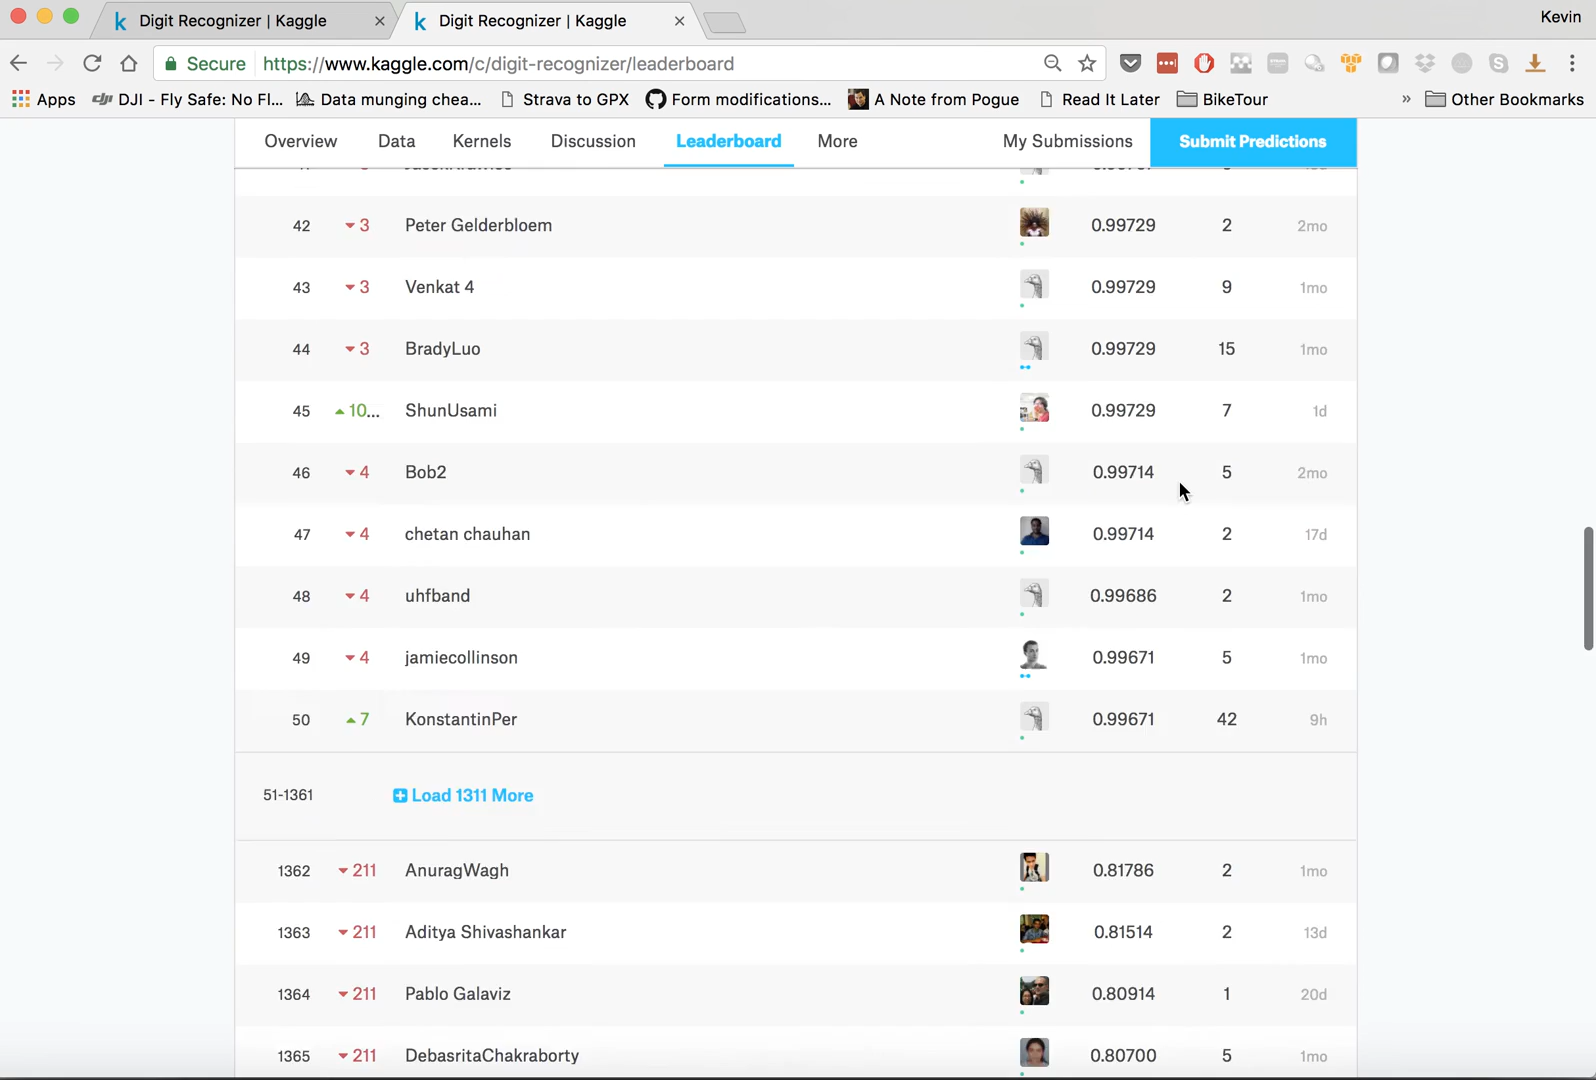 Digit Recognizer | Kaggle
Digit Recognizer | Kaggle
Kevin
Secure https://www.kaggle.com/c/digit-recognizer/leaderboard
Apps DJI - Fly Safe: No Fl... Data munging chea... Strava to GPX Form modifications... A Note from Pogue Read It Later BikeTour » Other Bookmarks
Overview Data Kernels Discussion Leaderboard More My Submissions Submit Predictions
42 3 Peter Gelderbloem 0.99729 2 2mo
43 3 Venkat 4 0.99729 9 1mo
44 3 BradyLuo 0.99729 15 1mo
45 10... ShunUsami 0.99729 7 1d
46 4 Bob2 0.99714 5 2mo
47 4 chetan chauhan 0.99714 2 17d
48 4 uhfband 0.99686 2 1mo
49 4 jamiecollinson 0.99671 5 1mo
50 7 KonstantinPer 0.99671 42 9h
51-1361 Load 1311 More
1362 211 AnuragWagh 0.81786 2 1mo
1363 211 Aditya Shivashankar 0.81514 2 13d
1364 211 Pablo Galaviz 0.80914 1 20d
1365 211 DebasritaChakraborty 0.80700 5 1mo